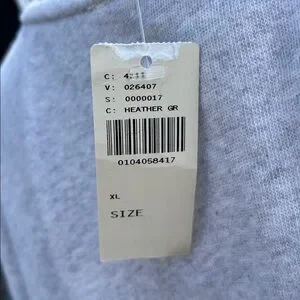 C:
V: 026407
S: 0000017
C: HEATHER GR
0104058417
XL
SIZE